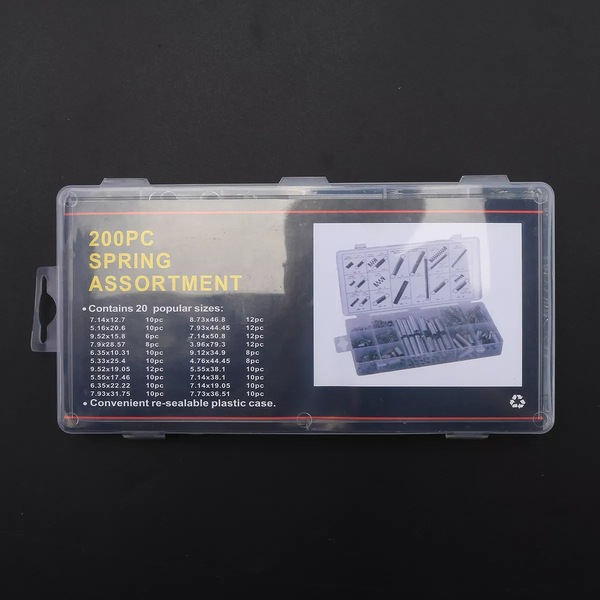 200PC
SPRING
ASSORTMENT
• Contains 20 popular sizes:
7.14x12.7 10pc 8.73x46.8 12pc
5.16x20.6 10pc 7.93x44.45 12pc
9.52x15.8 6pc 7.14x50.8 12pc
7.9x28.57 8pc 3.96x79.3 12pc
6.35x10.31 10pc 9.12x34.9 8pc
5.33x25.4 10pc 4.76x44.45 8pc
9.52x19.05 12pc 5.55x38.1 10pc
5.55x17.46 10pc 7.14x38.1 10pc
6.35x22.22 10pc 7.14x19.05 10pc
7.93x31.75 10pc 7.73x36.51 10pc
• Convenient re-sealable plastic case.